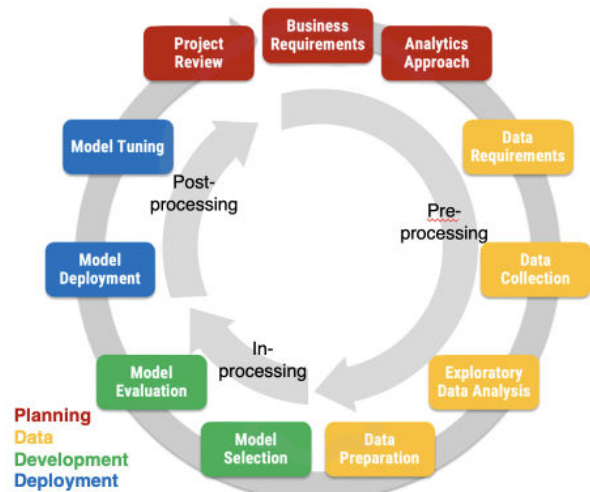 Business
Requirements
Analytics
Approach
Data
Requirements
Data
Collection
Exploratory
Data Analysis
Data
Preparation
Model
Selection
Model
Evaluation
Model
Deployment
Model Tuning
Project
Review
Pre-
processing
In-
processing
Post-
processing
Planning
Data
Development
Deployment